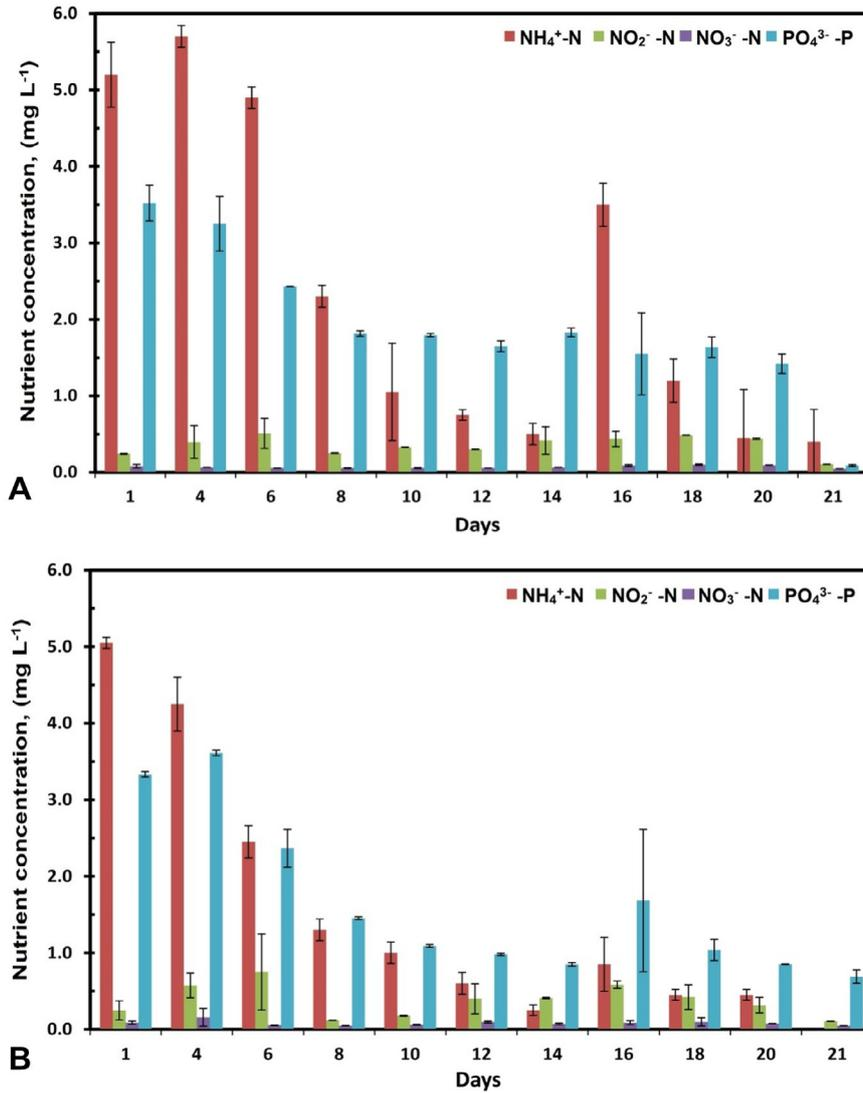 6.0
NH₄⁺-N NO₂⁻ -N NO₃⁻ -N PO₄³⁻ -P
5.0
4.0
3.0
2.0
1.0
0.0
Nutrient concentration, (mg L⁻¹)
1 4 6 8 10 12 14 16 18 20 21
A
Days
6.0
NH₄⁺-N NO₂⁻ -N NO₃⁻ -N PO₄³⁻ -P
5.0
4.0
3.0
2.0
1.0
0.0
Nutrient concentration, (mg L⁻¹)
1 4 6 8 10 12 14 16 18 20 21
B
Days